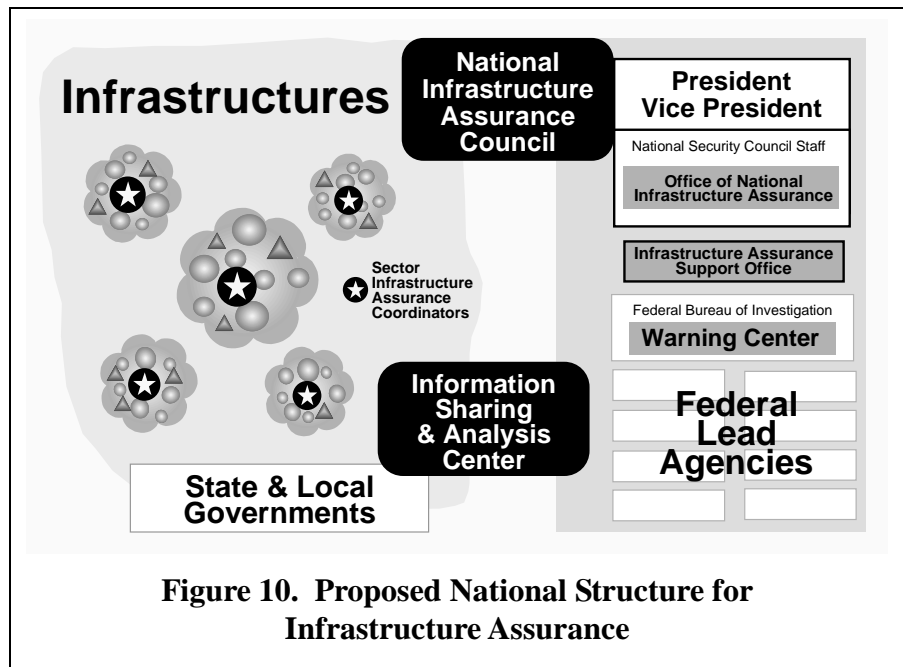 Infrastructures
National
Infrastructure
Assurance
Council
President
Vice President
National Security Council Staff
Office of National
Infrastructure Assurance
Infrastructure Assurance
Support Office
Federal Bureau of Investigation
Warning Center
Sector
Infrastructure
Assurance
Coordinators
Information
Sharing
& Analysis
Center
Federal
Lead
Agencies
State & Local
Governments
Figure 10. Proposed National Structure for
Infrastructure Assurance